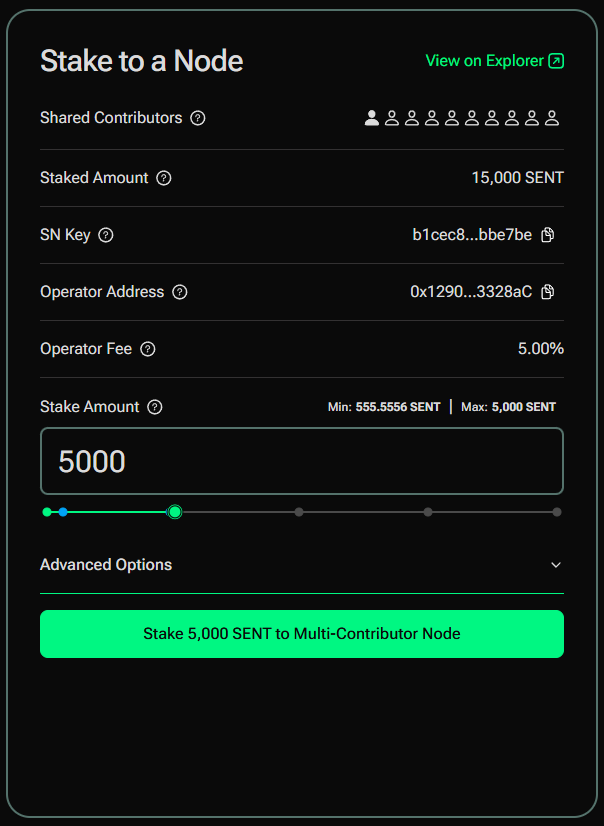 Stake to a Node
View on Explorer
Shared Contributors
Staked Amount
15,000 SENT
SN Key
b1cec8...bbe7be
Operator Address
0x1290...3328aC
Operator Fee
5.00%
Stake Amount
Min: 555.5556 SENT | Max: 5,000 SENT
5000
Advanced Options
Stake 5,000 SENT to Multi-Contributor Node